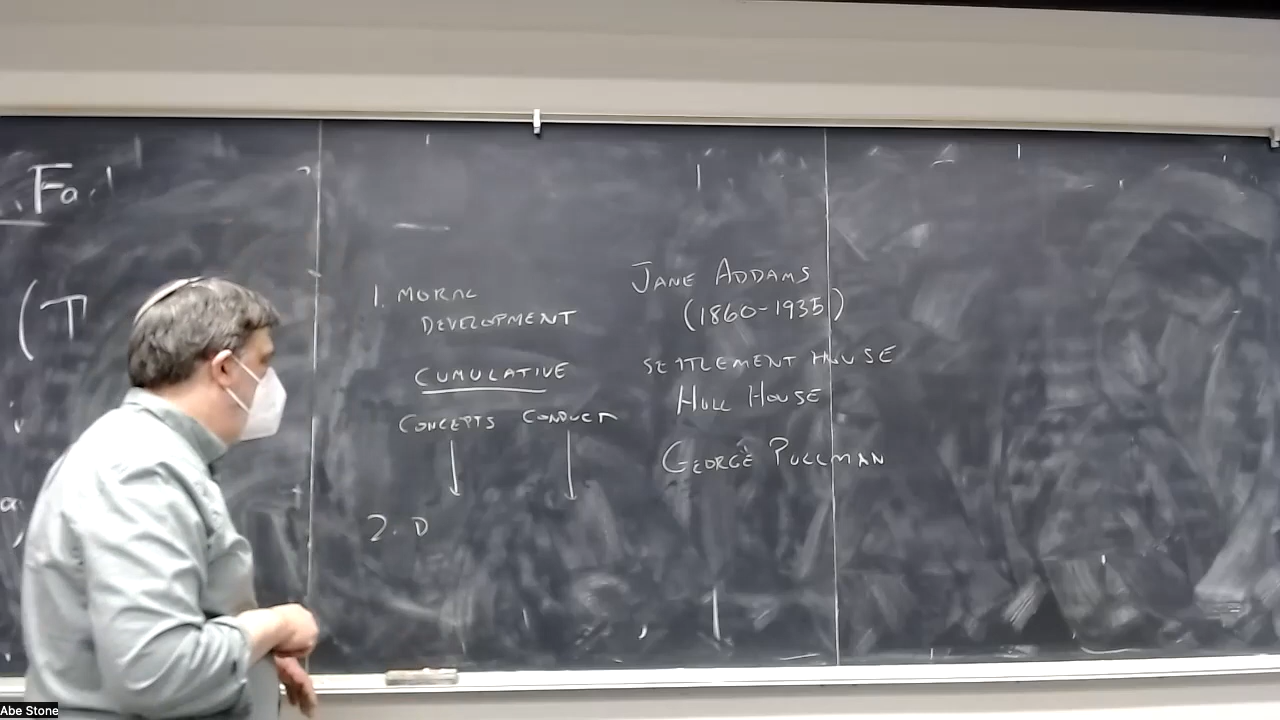 Fa
(T
1. MORAL
DEVELOPMENT
CUMULATIVE
CONCEPTS CONDUCT
2. D
JANE ADDAMS
(1860-1935)
SETTLEMENT HOUSE
HULL HOUSE
GEORGE PULLMAN
Abe Stone